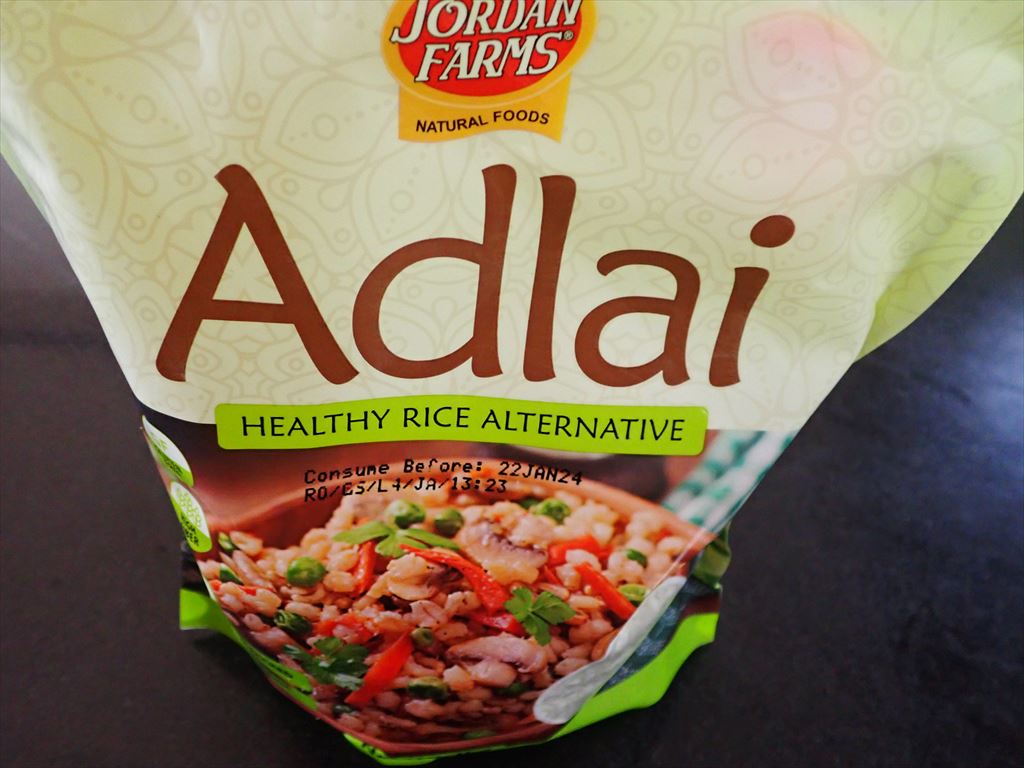 JORDAN
FARMS®
NATURAL FOODS
Adlai
HEALTHY RICE ALTERNATIVE
Consume Before: 22JAN24
RO/ES/L4/JA/13:23